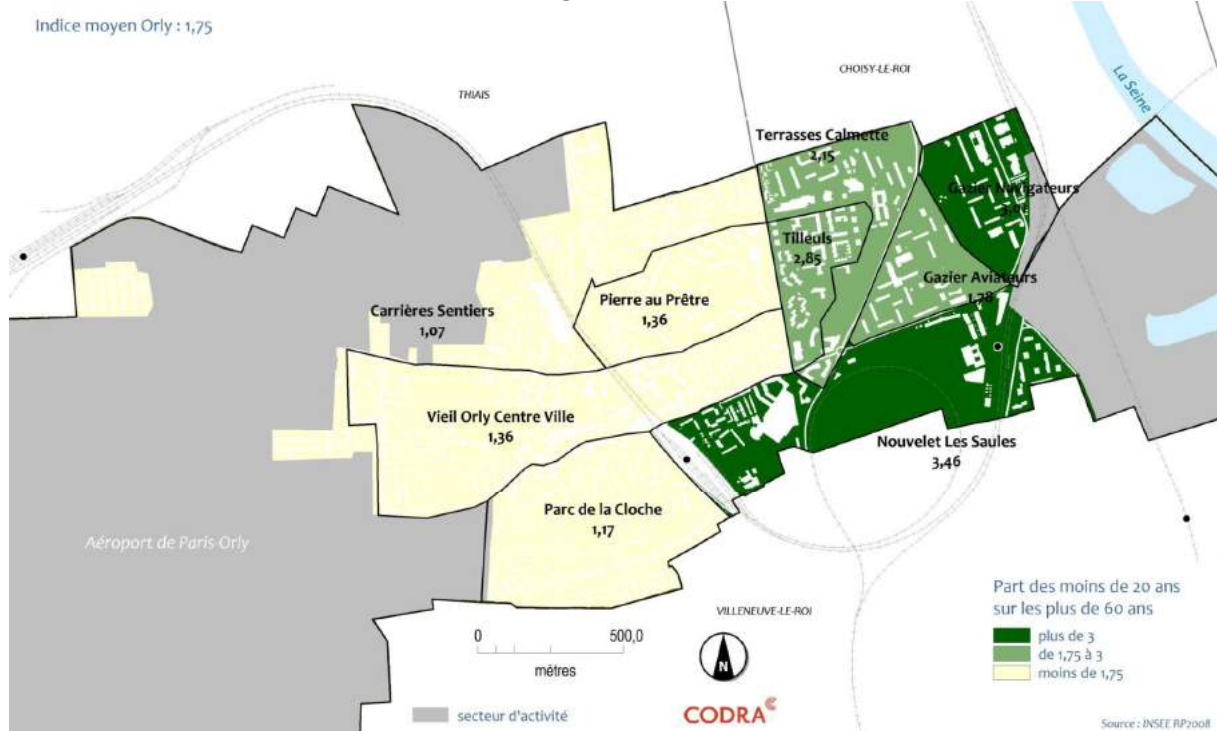 Indice moyen Orly : 1,75
CHOISY-LE-ROI
THIAIS
La Seine
Terrasses Calmette
2,15
Gazier Navigateurs
Tilleuls
2,85
Gazier Aviateurs
1,78
Pierre au Prêtre
1,36
Carrières Sentiers
1,07
Vieil Orly Centre Ville
1,36
Nouvelet Les Saules
3,46
Parc de la Cloche
1,17
Aéroport de Paris-Orly
VILLENEUVE-LE-ROI
Part des moins de 20 ans
sur les plus de 60 ans
plus de 3
de 1,75 à 3
moins de 1,75
0 500,0
mètres
N
CODRA
secteur d'activité
Source : INSEE RP2008